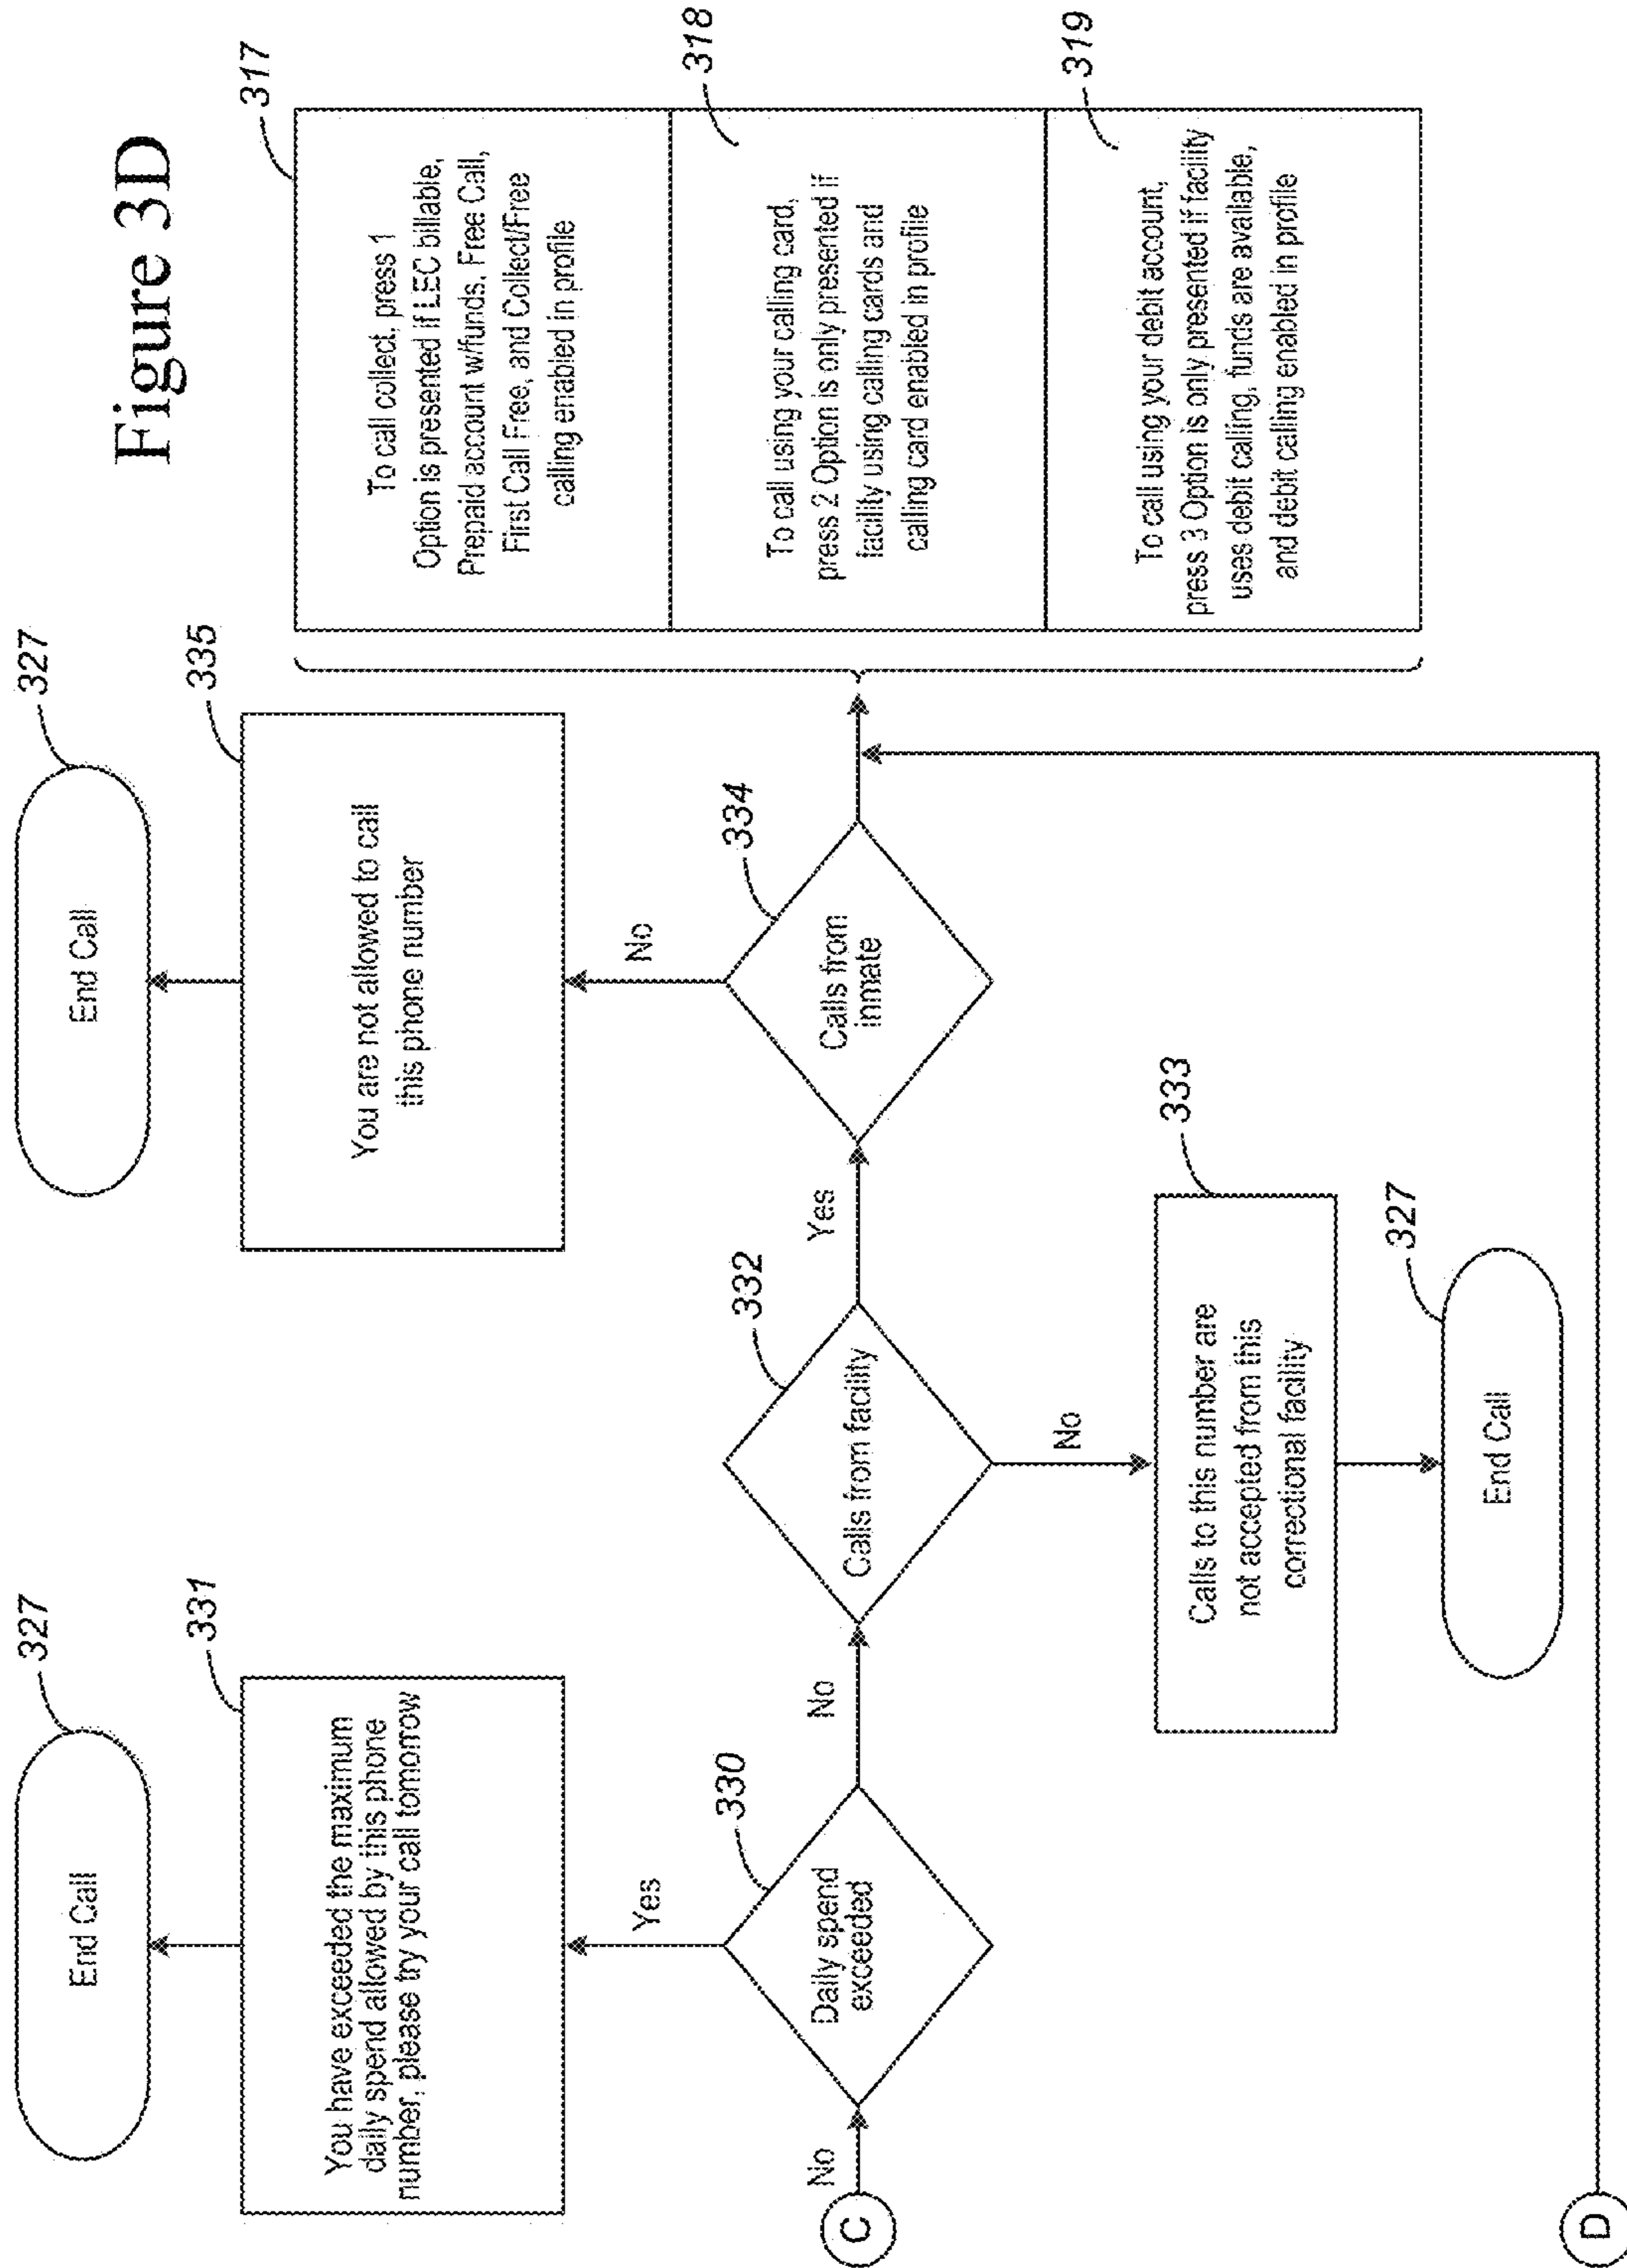 Figure 3D
End Call
327
You have exceeded the maximum
daily spend allowed by this phone
number, please try your call tomorrow
331
Yes
C
No
Daily spend
exceeded
330
No
Calls from facility
332
No
Calls to this number are
not accepted from this
correctional facility
333
End Call
327
Yes
Calls from
inmate
334
No
You are not allowed to call
this phone number
335
End Call
327
To call collect, press 1
Option is presented if LEC billable,
Prepaid account w/funds, Free Call,
First Call Free, and Collect/Free
calling enabled in profile
317
To call using your calling card,
press 2 Option is only presented if
facility using calling cards and
calling card enabled in profile
318
To call using your debit account,
press 3 Option is only presented if facility
uses debit calling, funds are available,
and debit calling enabled in profile
319
D